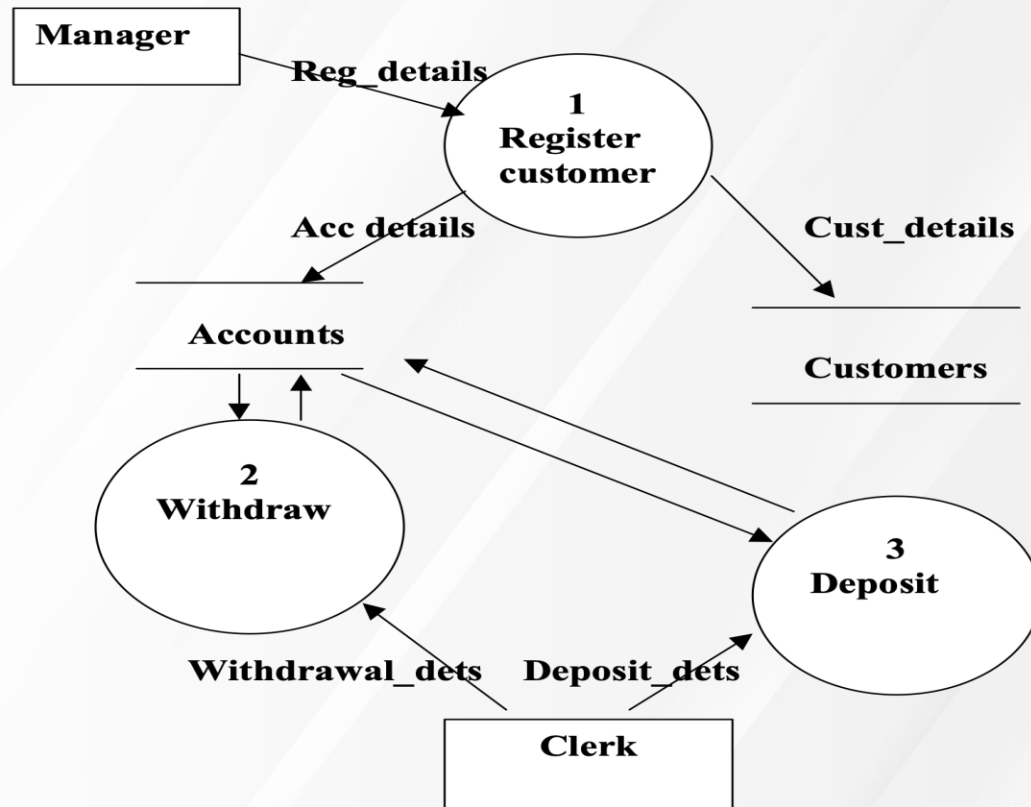 Manager
Reg_details
1
Register
customer
Acc details
Cust_details
Accounts
Customers
2
Withdraw
3
Deposit
Withdrawal_dets
Deposit_dets
Clerk